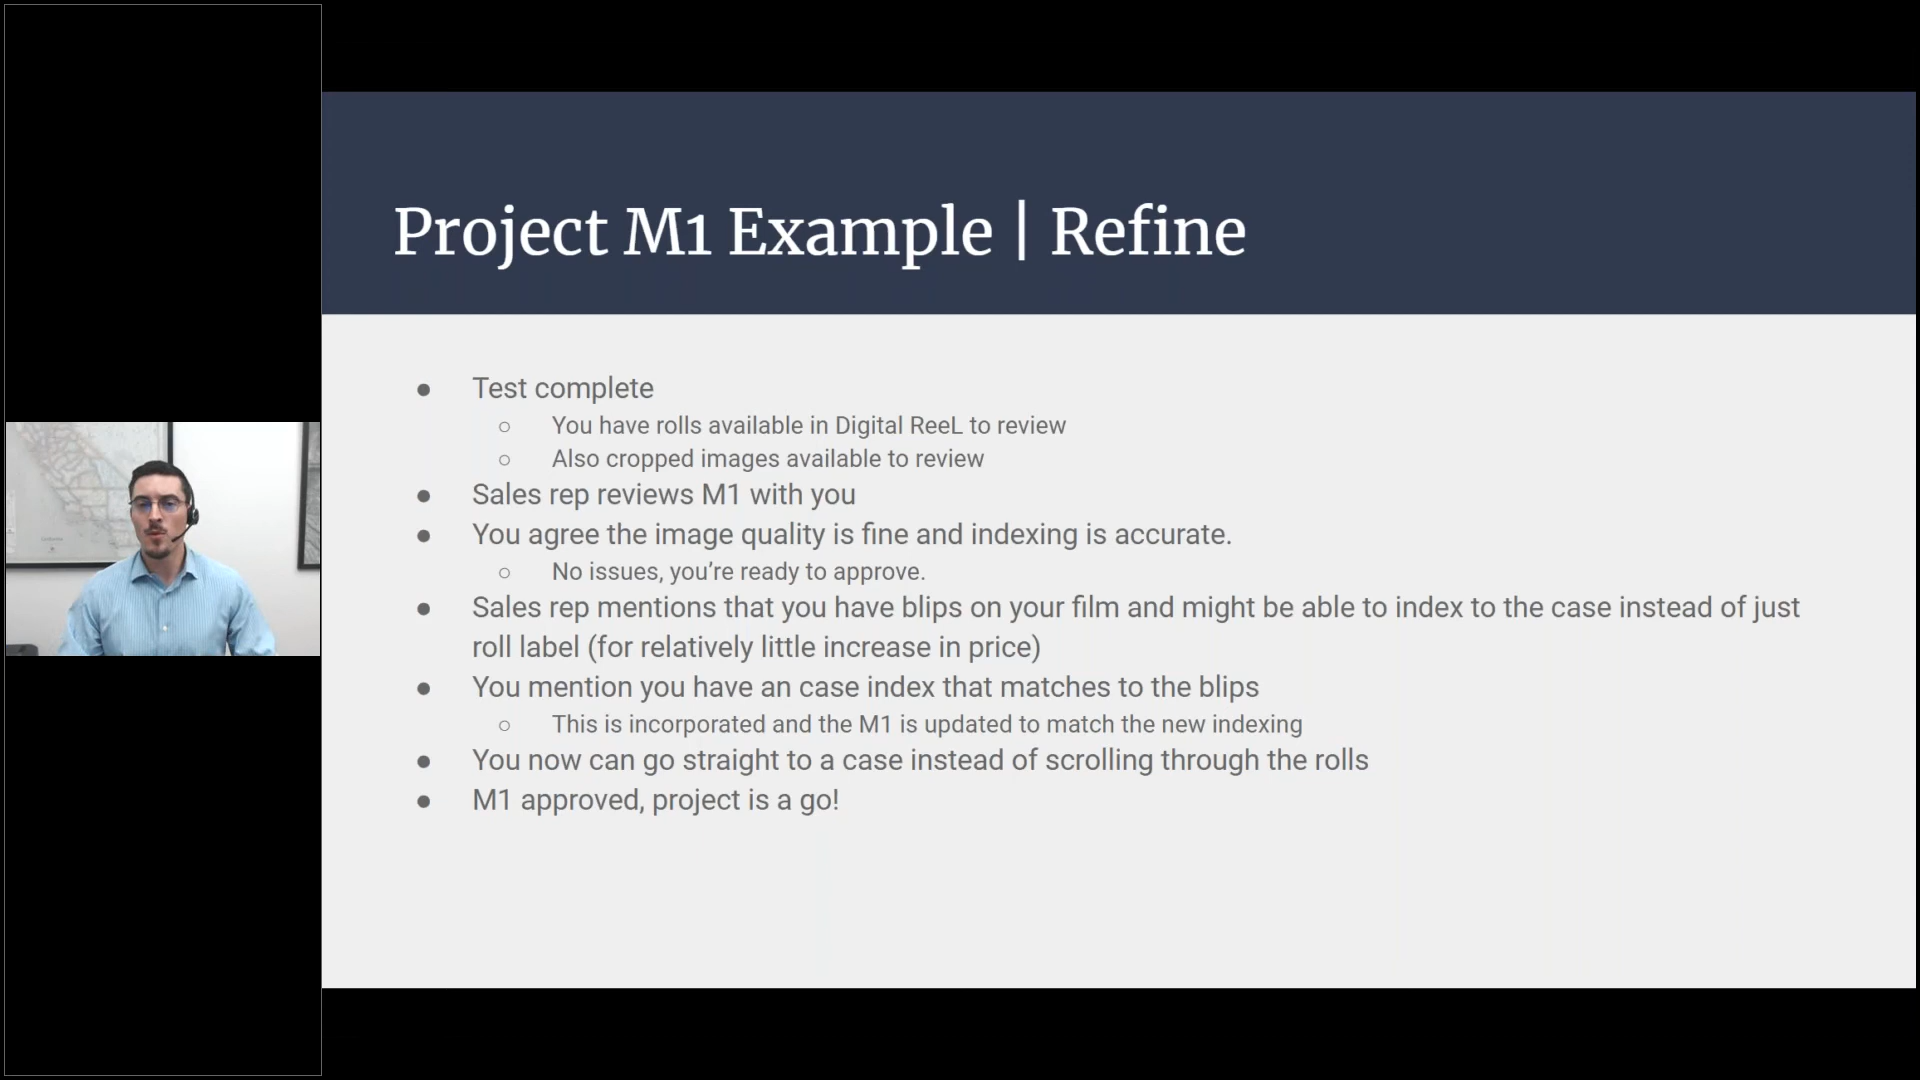 Project M1 Example | Refine
● Test complete
○ You have rolls available in Digital ReeL to review
○ Also cropped images available to review
● Sales rep reviews M1 with you
● You agree the image quality is fine and indexing is accurate.
○ No issues, you’re ready to approve.
● Sales rep mentions that you have blips on your film and might be able to index to the case instead of just
roll label (for relatively little increase in price)
● You mention you have an case index that matches to the blips
○ This is incorporated and the M1 is updated to match the new indexing
● You now can go straight to a case instead of scrolling through the rolls
● M1 approved, project is a go!